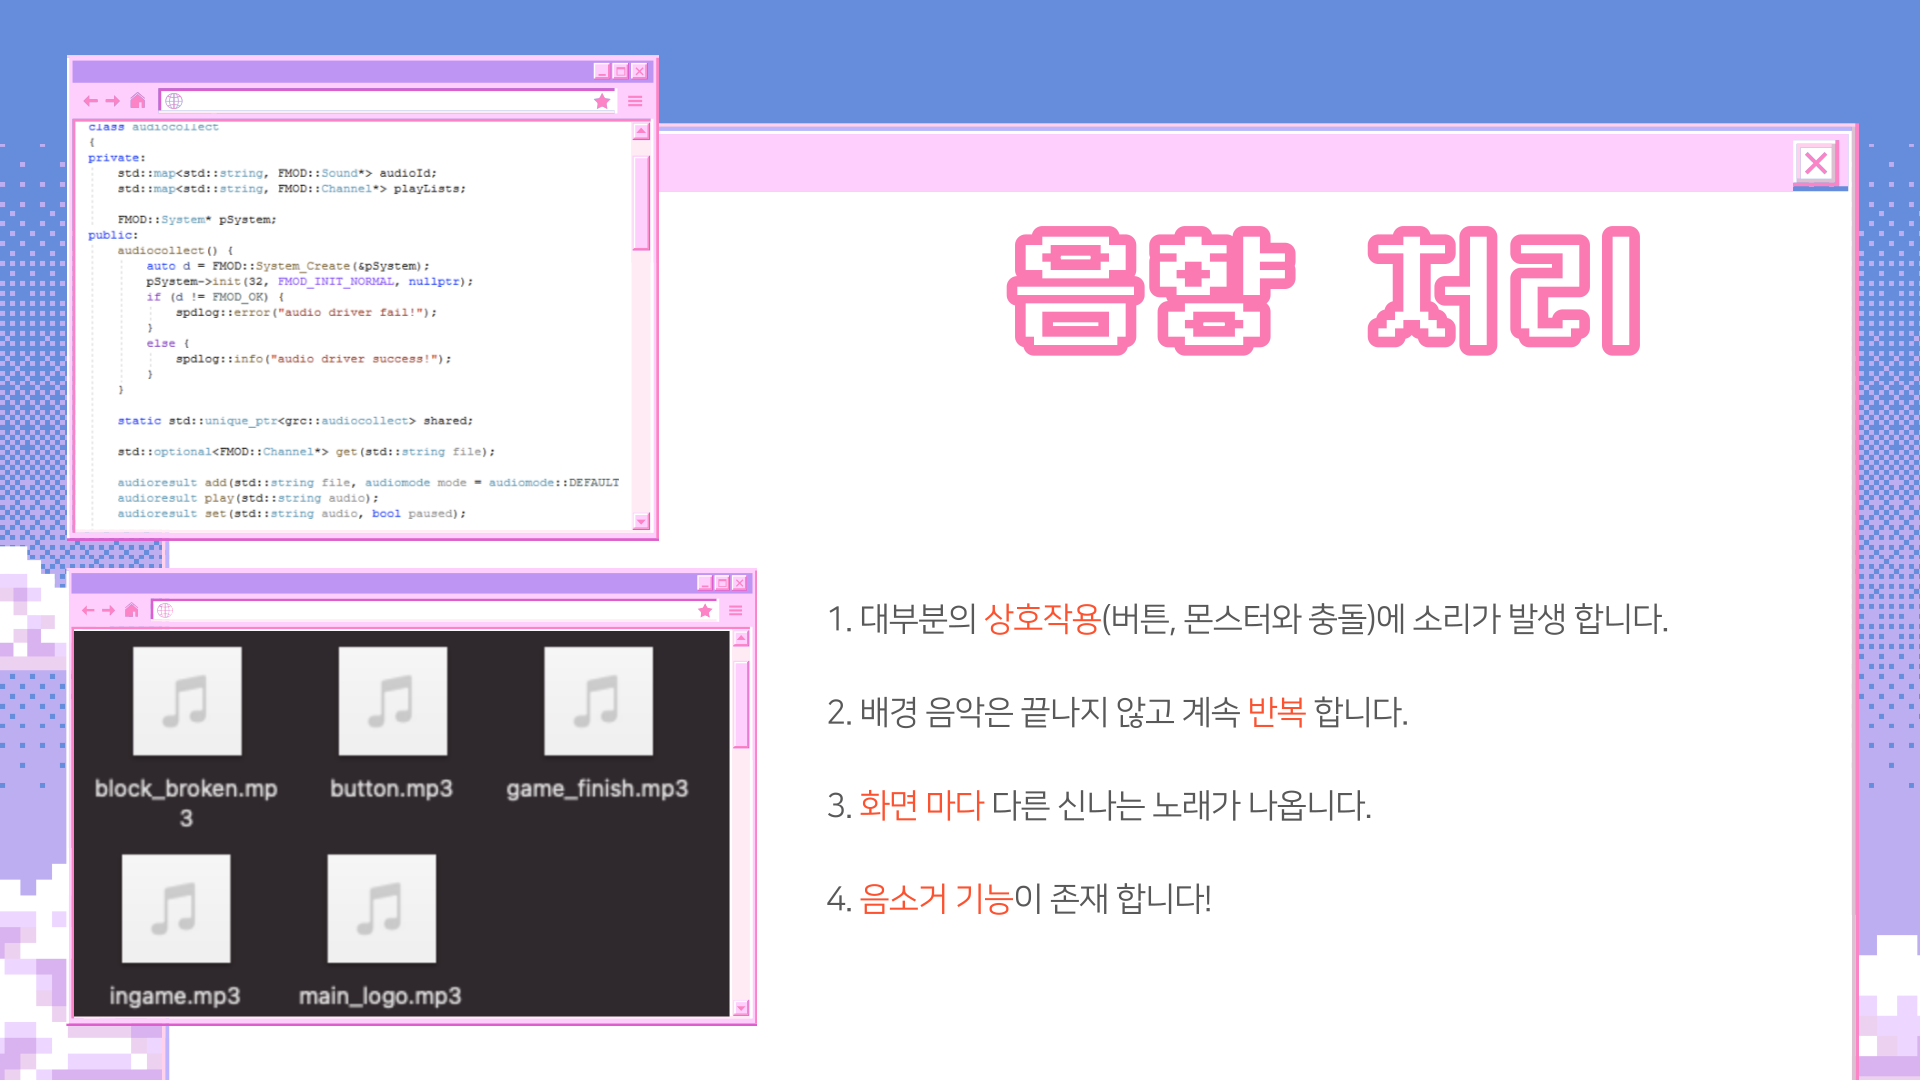 class audiocollect
{
private:
std::map<std::string, FMOD::Sound*> audioId;
std::map<std::string, FMOD::Channel*> playLists;
FMOD::System* pSystem;
public:
audiocollect() {
auto d = FMOD::System_Create(&pSystem);
pSystem->init(32, FMOD_INIT_NORMAL, nullptr);
if (d != FMOD_OK) {
spdlog::error("audio driver fail!");
}
else {
spdlog::info("audio driver success!");
}
}
static std::unique_ptr<grc::audiocollect> shared;
std::optional<FMOD::Channel*> get(std::string file);
audioresult add(std::string file, audiomode mode = audiomode::DEFAULT
audioresult play(std::string audio);
audioresult set(std::string audio, bool paused);
block_broken.mp
3
button.mp3
game_finish.mp3
ingame.mp3
main_logo.mp3
음향 처리
1. 대부분의 상호작용(버튼, 몬스터와 충돌)에 소리가 발생 합니다.
2. 배경 음악은 끝나지 않고 계속 반복 합니다.
3. 화면 마다 다른 신나는 노래가 나옵니다.
4. 음소거 기능이 존재 합니다!